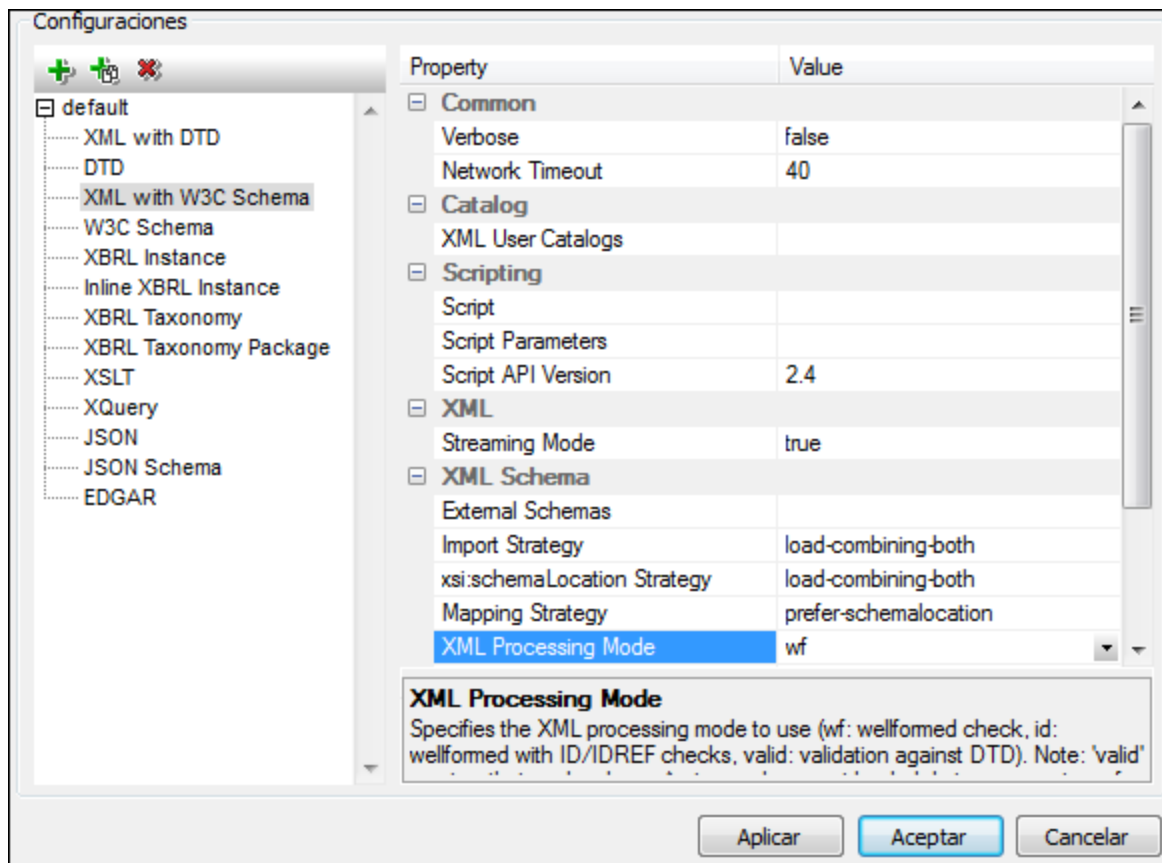 Configuraciones
default
XML with DTD
DTD
XML with W3C Schema
W3C Schema
XBRL Instance
Inline XBRL Instance
XBRL Taxonomy
XBRL Taxonomy Package
XSLT
XQuery
JSON
JSON Schema
EDGAR
Property Value
Common
Verbose false
Network Timeout 40
Catalog
XML User Catalogs
Scripting
Script
Script Parameters
Script API Version 2.4
XML
Streaming Mode true
XML Schema
External Schemas
Import Strategy load-combining-both
xsi:schemaLocation Strategy load-combining-both
Mapping Strategy prefer-schemalocation
XML Processing Mode wf
XML Processing Mode
Specifies the XML processing mode to use (wf: wellformed check, id:
wellformed with ID/IDREF checks, valid: validation against DTD). Note: 'valid'
Aplicar Aceptar Cancelar